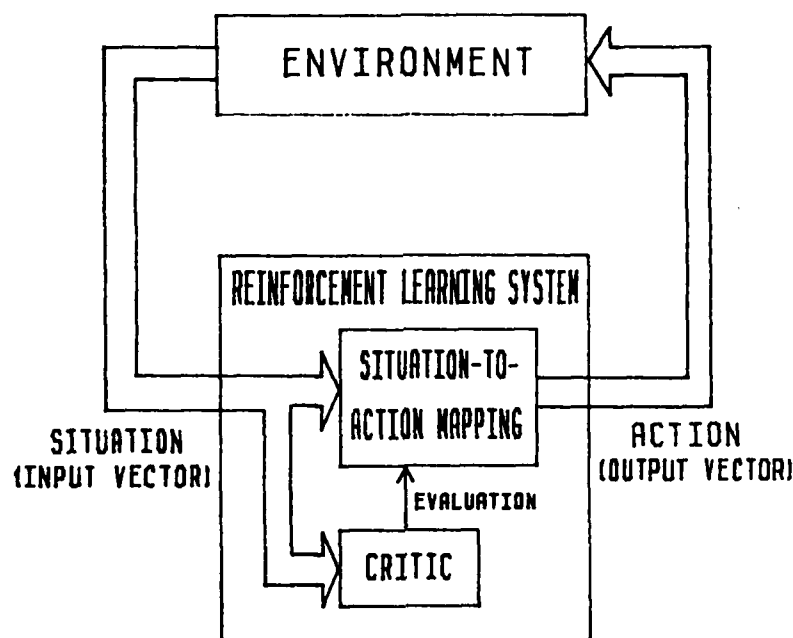 ENVIRONMENT
REINFORCEMENT LEARNING SYSTEM
SITUATION-TO-
ACTION MAPPING
SITUATION
(INPUT VECTOR)
ACTION
(OUTPUT VECTOR)
EVALUATION
CRITIC